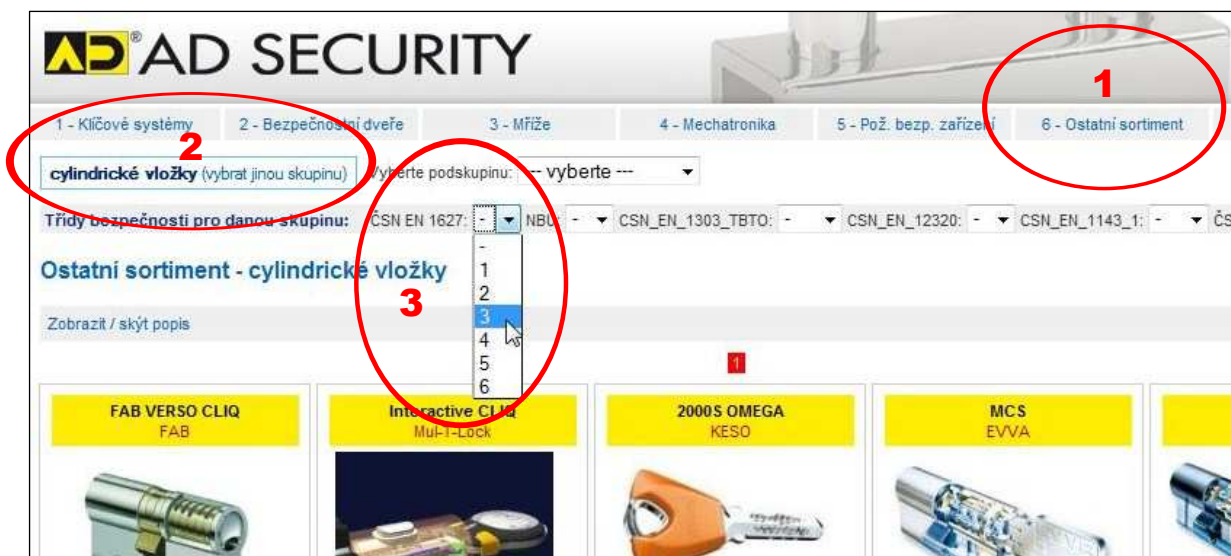 AD® AD SECURITY
1
1 - Klíčové systémy 2 - Bezpečnostní dveře 3 - Mříže 4 - Mechatronika 5 - Pož. bezp. zařízení 6 - Ostatní sortiment
2
cylindrické vložky (vybrat jinou skupinu) Vyberte podskupinu: --- vyberte ---
Třídy bezpečnosti pro danou skupinu: ČSN EN 1627: - NBÚ: - CSN_EN_1303_TBTO: - CSN_EN_12320: - CSN_EN_1143_1: - ČS
-
Ostatní sortiment - cylindrické vložky
1
2
3
3
4
5
6
Zobrazit / skýt popis
1
FAB VERSO CLIQ
FAB
Interactive CLIQ
Mul-T-Lock
2000S OMEGA
KESO
MCS
EVVA